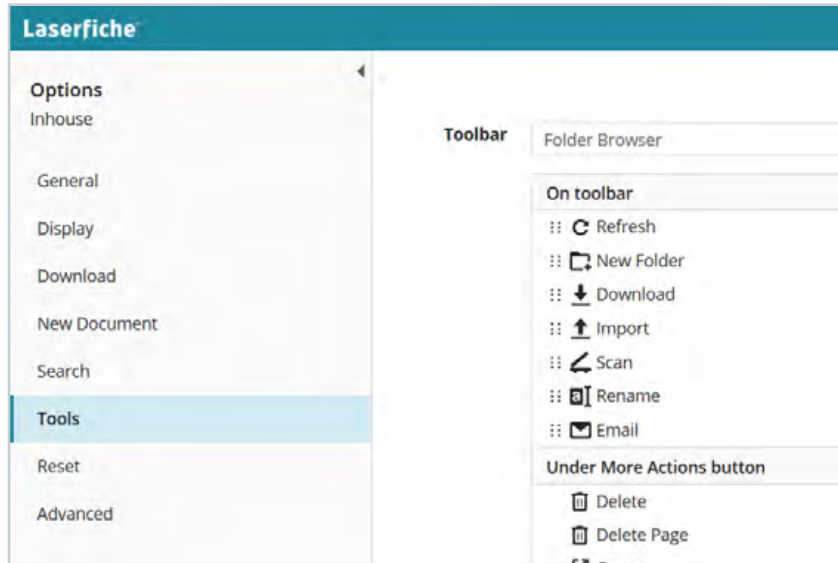 Laserfiche
Options
Inhouse
General
Display
Download
New Document
Search
Tools
Reset
Advanced
Toolbar
Folder Browser
On toolbar
Refresh
New Folder
Download
Import
Scan
Rename
Email
Under More Actions button
Delete
Delete Page